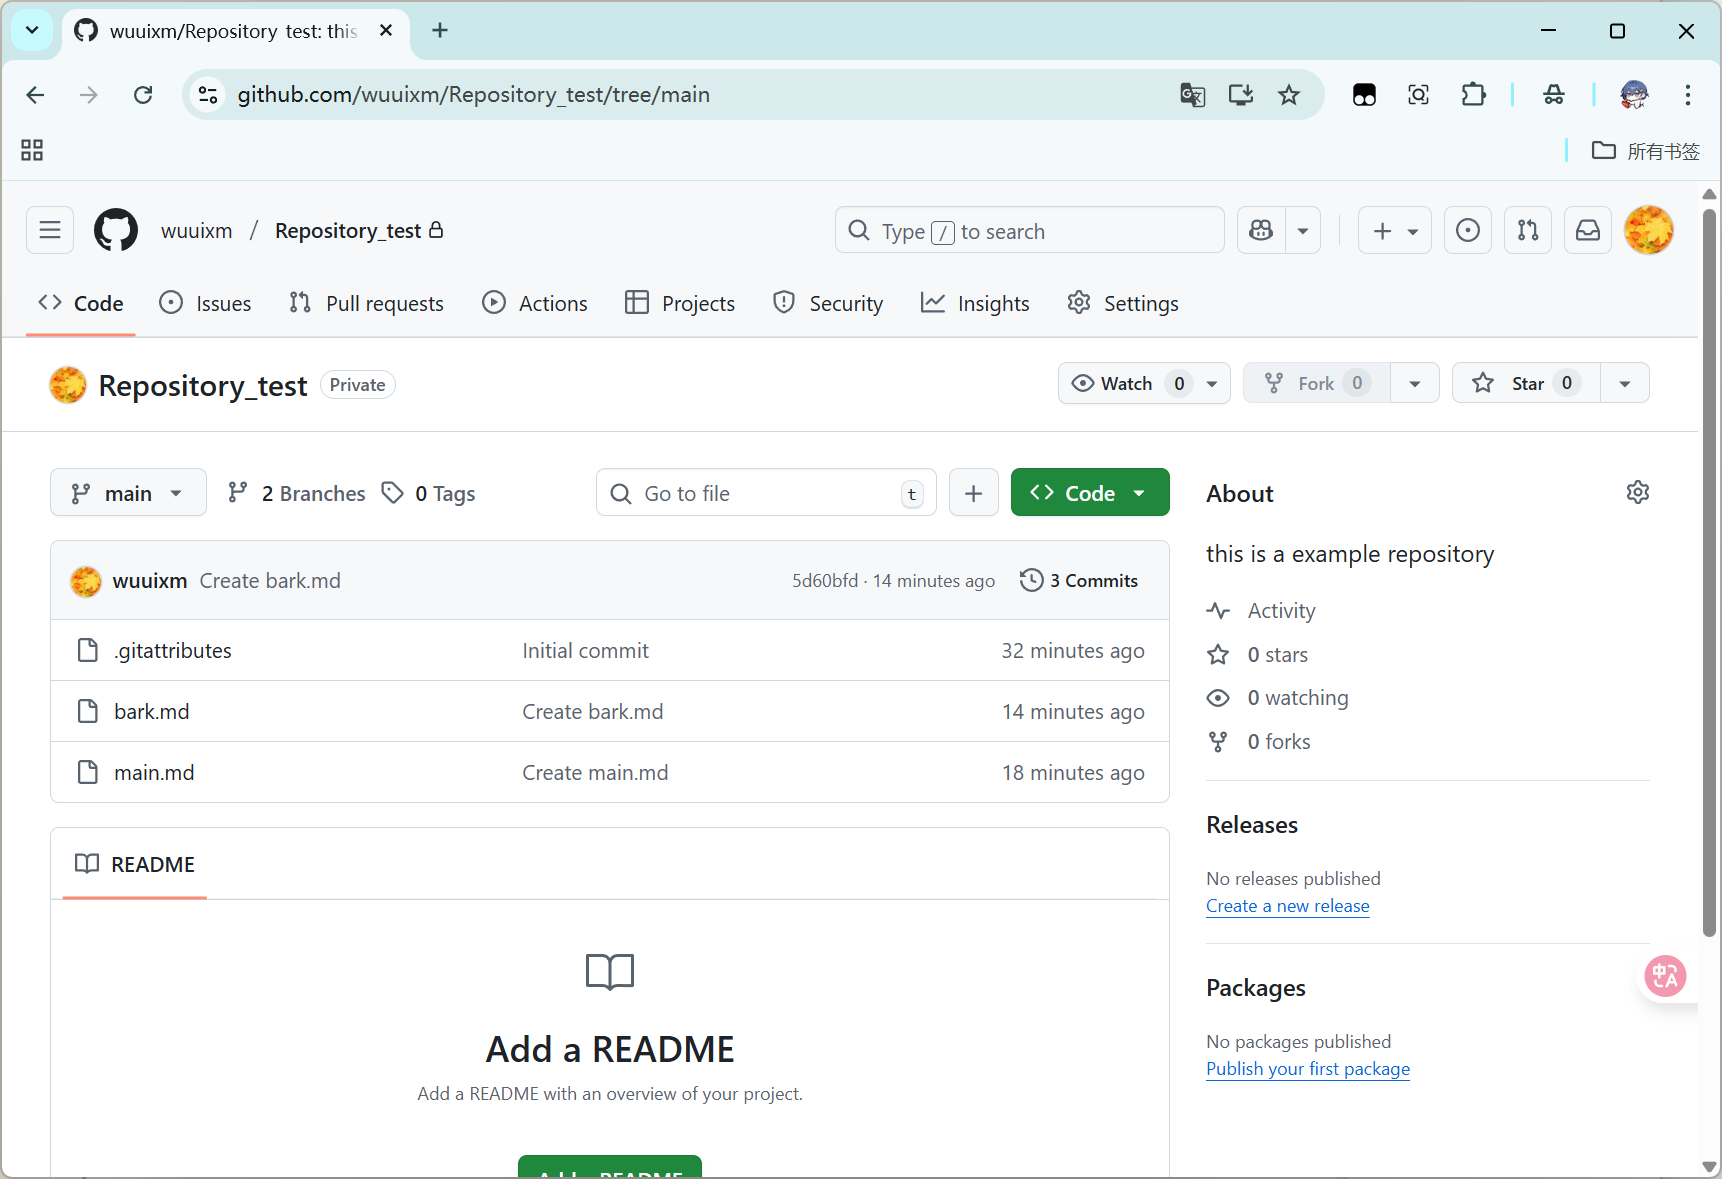 wuuixm/Repository_test: this
github.com/wuuixm/Repository_test/tree/main
所有书签
wuuixm / Repository_test
Type / to search
Code Issues Pull requests Actions Projects Security Insights Settings
Repository_test Private
Watch 0 Fork 0 Star 0
main 2 Branches 0 Tags Go to file t Code
About
this is a example repository
wuuixm Create bark.md 5d60bfd · 14 minutes ago 3 Commits
.gitattributes Initial commit 32 minutes ago
bark.md Create bark.md 14 minutes ago
main.md Create main.md 18 minutes ago
Activity
0 stars
0 watching
0 forks
README
Add a README
Add a README with an overview of your project.
Add a README
Releases
No releases published
Create a new release
Packages
No packages published
Publish your first package
中A